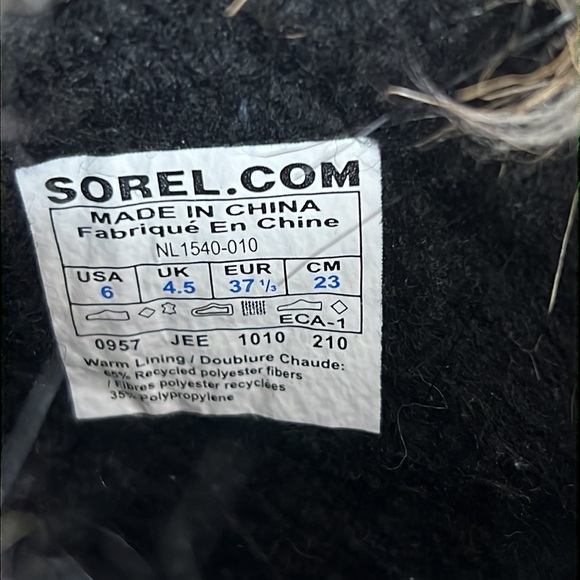 SOREL.COM
MADE IN CHINA
Fabriqué En Chine
NL1540-010
USA UK EUR CM
6 4.5 37 1/3 23
ECA-1
0957 JEE 1010 210
Warm Lining / Doublure Chaude:
65% Recycled polyester fibers
/ Fibres polyester recyclées
35% Polypropylene